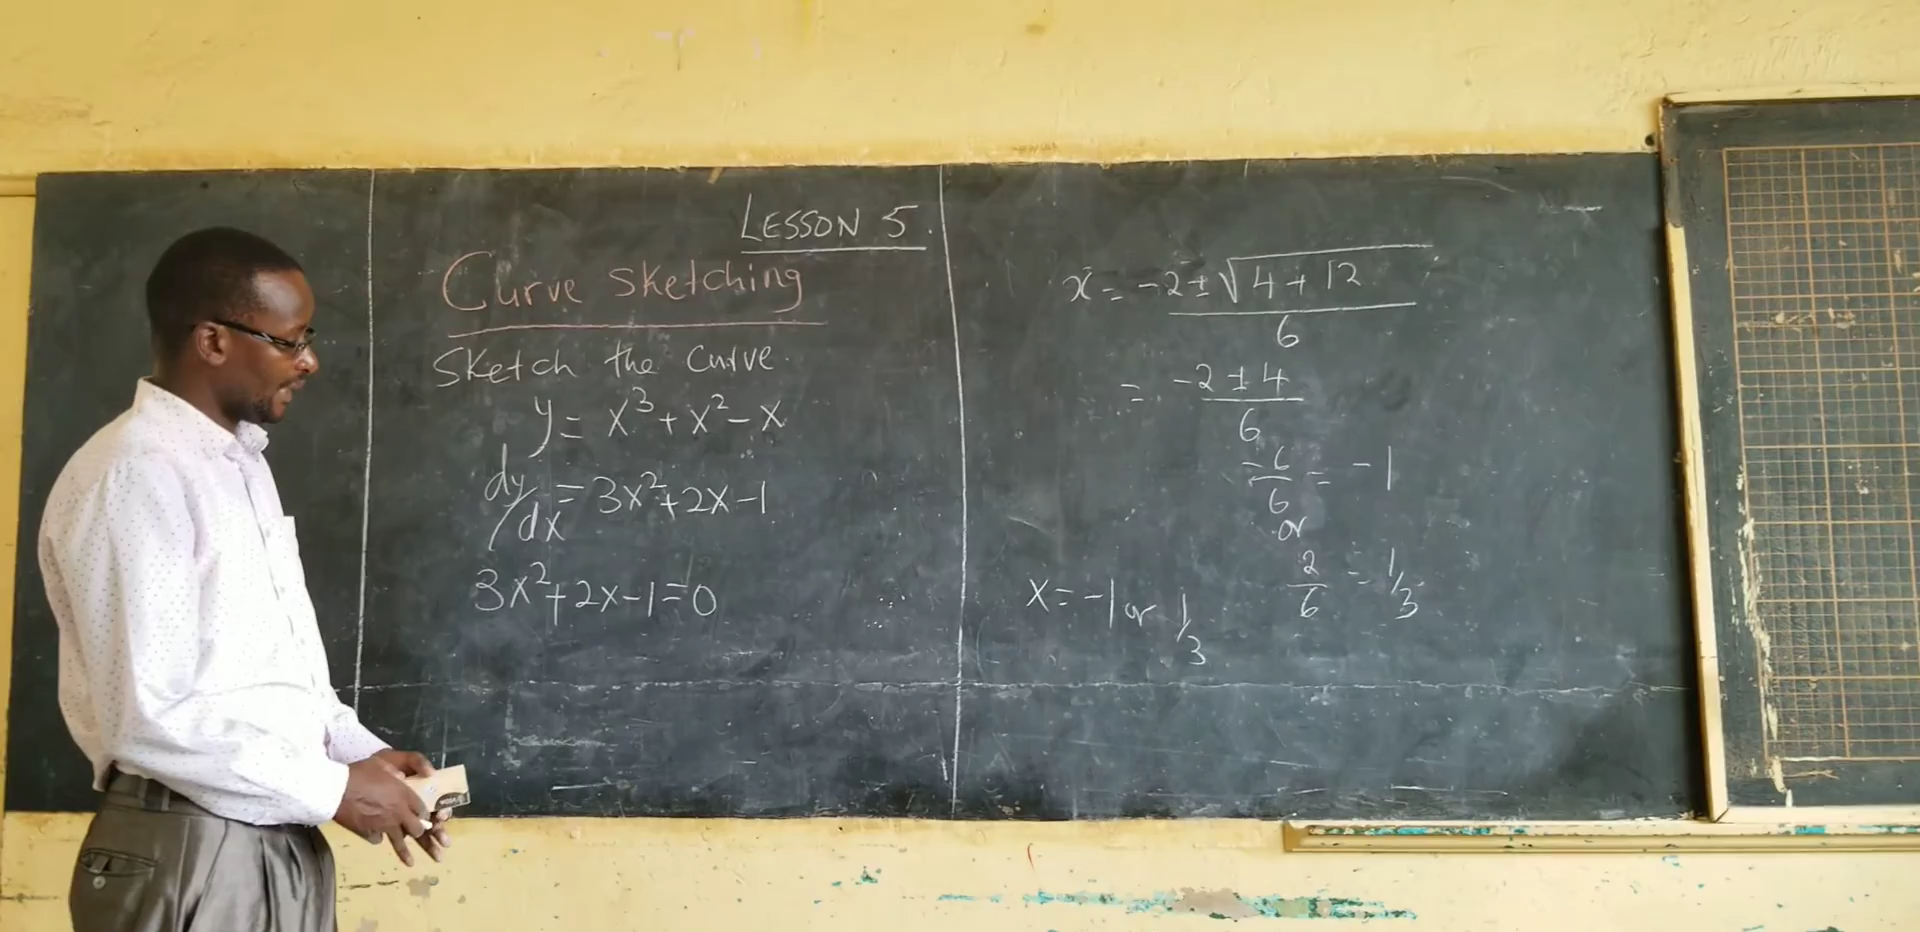 LESSON 5.
Curve Sketching
Sketch the Curve.
y = x³ + x² - x
dy/dx = 3x² + 2x - 1
3x² + 2x - 1 = 0
x = -2 ± √4 + 12
6
= -2 ± 4
6
-6/6 = -1
or
2/6 = 1/3
x = -1 or 1/3